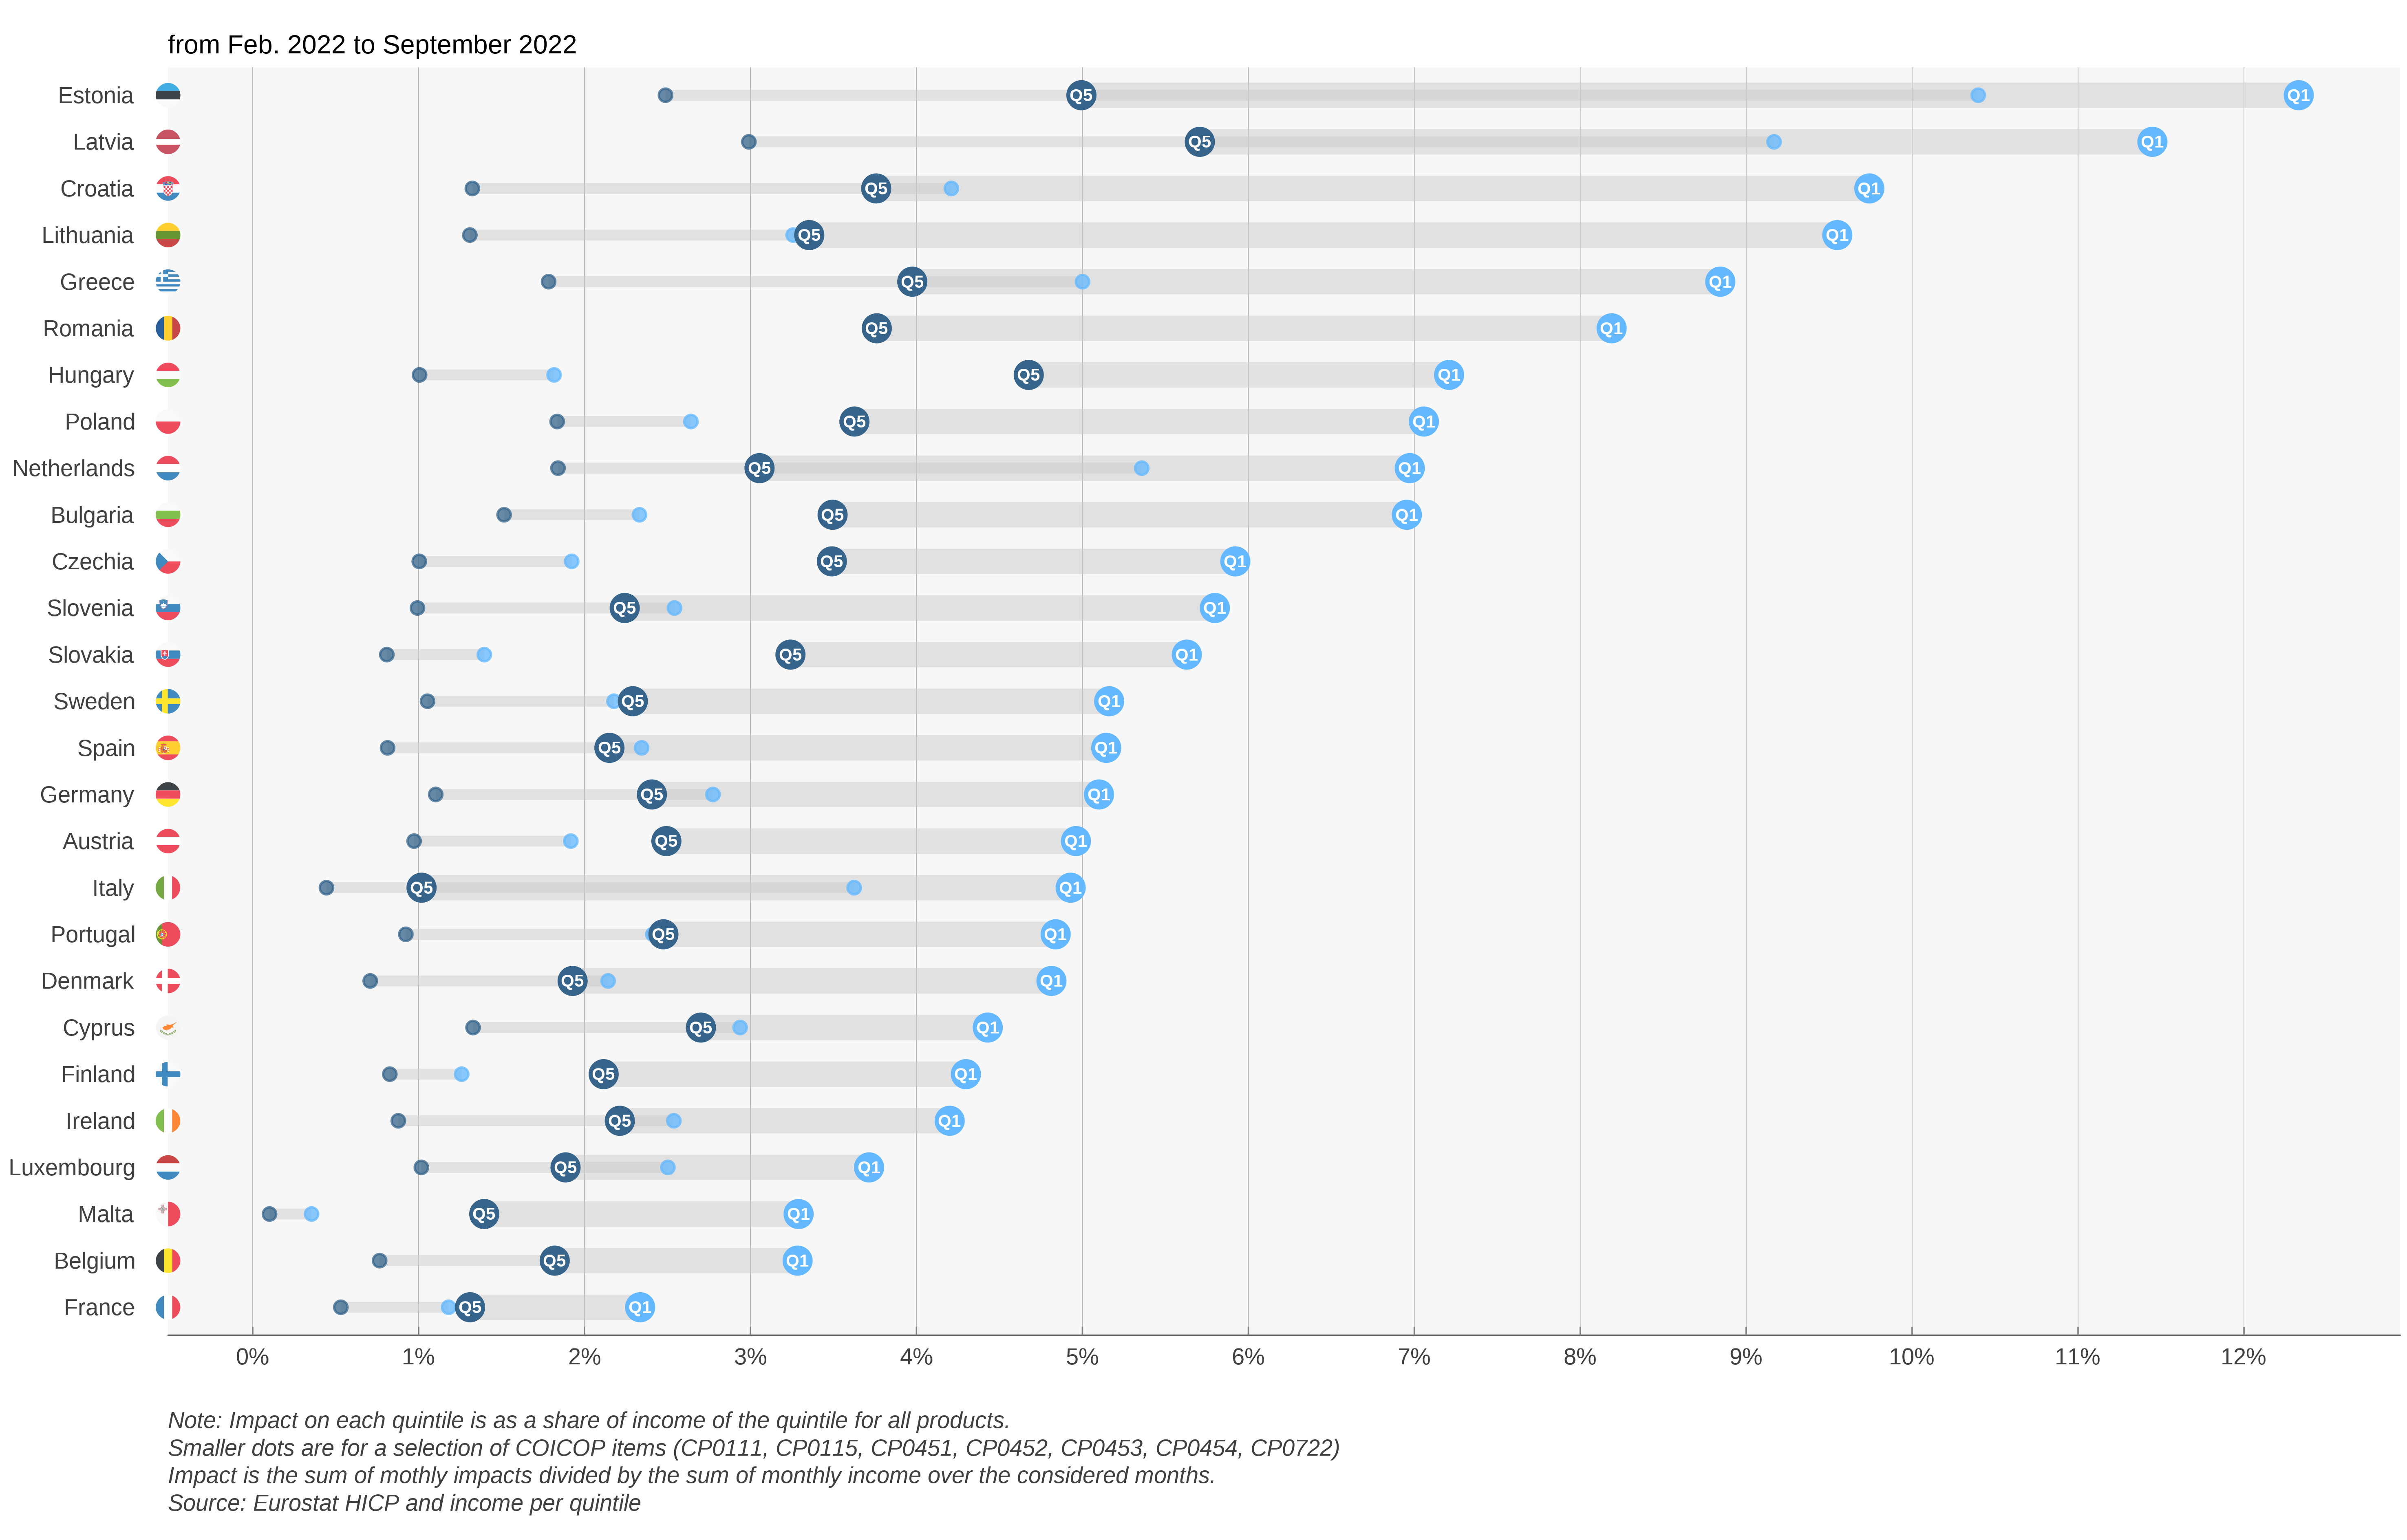 from Feb. 2022 to September 2022
Estonia Q5 Q1
Latvia Q5 Q1
Croatia Q5 Q1
Lithuania Q5 Q1
Greece Q5 Q1
Romania Q5 Q1
Hungary Q5 Q1
Poland Q5 Q1
Netherlands Q5 Q1
Bulgaria Q5 Q1
Czechia Q5 Q1
Slovenia Q5 Q1
Slovakia Q5 Q1
Sweden Q5 Q1
Spain Q5 Q1
Germany Q5 Q1
Austria Q5 Q1
Italy Q5 Q1
Portugal Q5 Q1
Denmark Q5 Q1
Cyprus Q5 Q1
Finland Q5 Q1
Ireland Q5 Q1
Luxembourg Q5 Q1
Malta Q5 Q1
Belgium Q5 Q1
France Q5 Q1
0% 1% 2% 3% 4% 5% 6% 7% 8% 9% 10% 11% 12%
Note: Impact on each quintile is as a share of income of the quintile for all products.
Smaller dots are for a selection of COICOP items (CP0111, CP0115, CP0451, CP0452, CP0453, CP0454, CP0722)
Impact is the sum of mothly impacts divided by the sum of monthly income over the considered months.
Source: Eurostat HICP and income per quintile